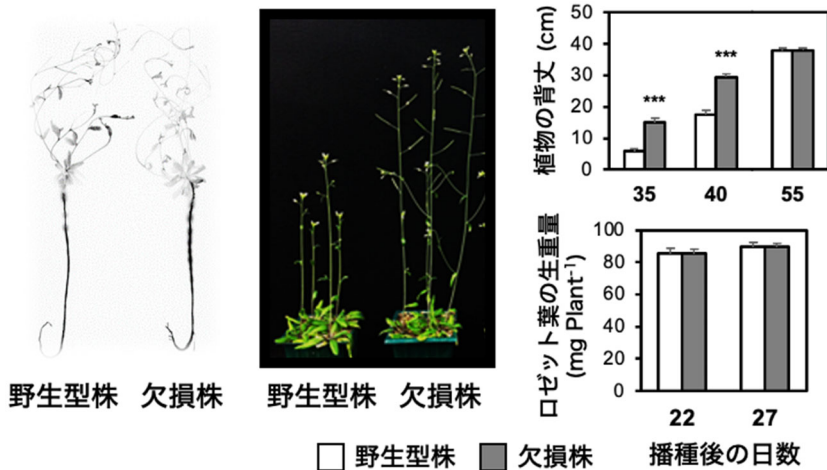 野生型株 欠損株
野生型株 欠損株
植物の背丈 (cm)
50
40
30
20
10
0
***
***
35 40 55
ロゼット葉の生重量
(mg Plant-¹)
100
80
60
40
20
0
22 27
播種後の日数
野生型株 欠損株